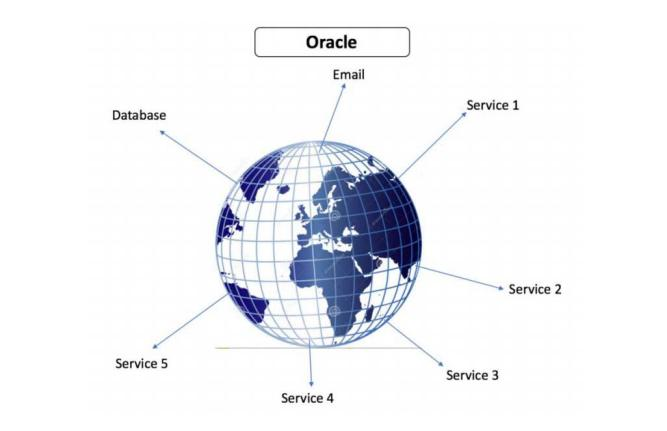 Oracle
Email
Service 1
Database
Service 2
Service 5
Service 3
Service 4